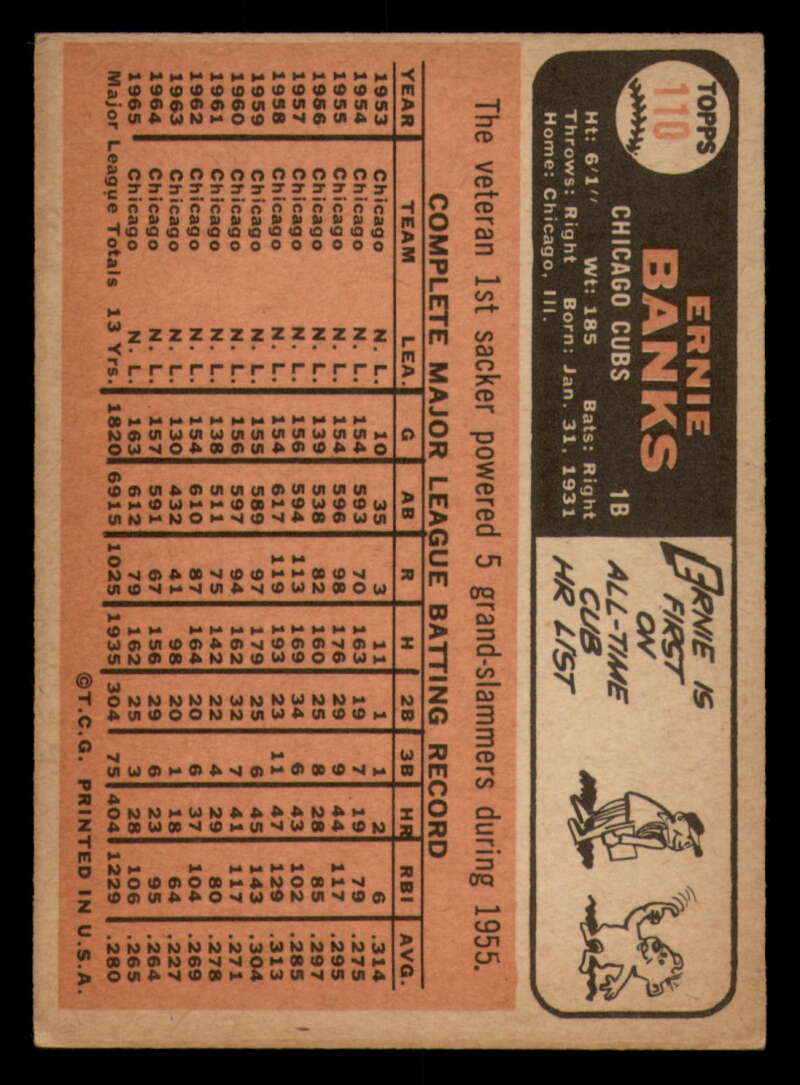 TOPPS
110
ERNIE
BANKS
CHICAGO CUBS 1B
Ht: 6'1" Wt: 185 Bats: Right
Throws: Right Born: Jan. 31, 1931
Home: Chicago, Ill.
ERNIE IS
FIRST
ON
ALL-TIME
CUB
HR LIST
The veteran 1st sacker powered 5 grand-slammers during 1955.
COMPLETE MAJOR LEAGUE BATTING RECORD
YEAR TEAM LEA. G AB R H 2B 3B HR RBI AVG.
1953 Chicago N. L. 10 35 3 11 1 1 2 6 .314
1954 Chicago N. L. 154 593 70 163 19 7 19 79 .275
1955 Chicago N. L. 154 596 98 176 29 9 44 117 .295
1956 Chicago N. L. 139 538 82 160 25 8 28 85 .297
1957 Chicago N. L. 156 594 113 169 34 6 43 102 .285
1958 Chicago N. L. 154 617 119 193 23 11 47 129 .313
1959 Chicago N. L. 155 589 97 179 25 6 45 143 .304
1960 Chicago N. L. 156 597 94 162 32 7 41 117 .271
1961 Chicago N. L. 138 511 75 142 22 4 29 80 .278
1962 Chicago N. L. 154 610 87 164 20 6 37 104 .269
1963 Chicago N. L. 130 432 41 98 20 1 18 64 .227
1964 Chicago N. L. 157 591 67 156 29 6 23 95 .264
1965 Chicago N. L. 163 612 79 162 25 3 28 106 .265
Major League Totals 13 Yrs. 1820 6915 1025 1935 304 75 404 1229 .280
©T.C.G. PRINTED IN U.S.A.